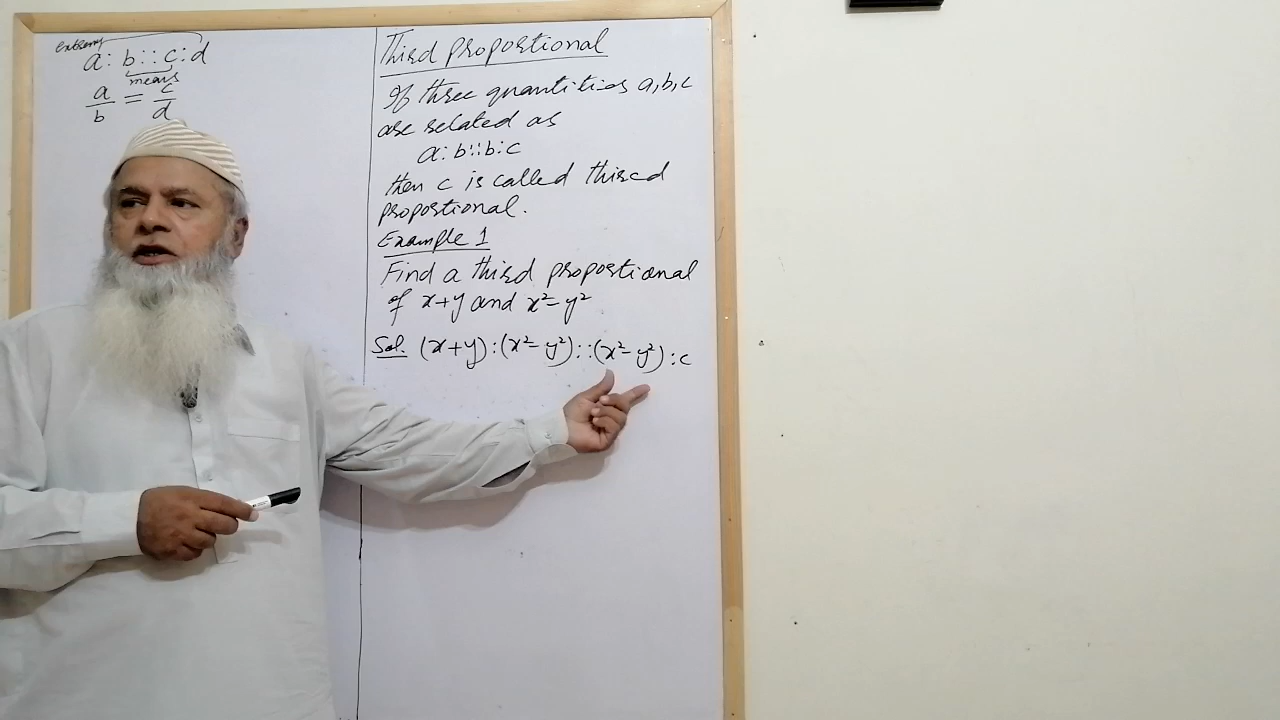 extrems
a : b : : c : d
means
a/b = c/d
Third proportional
If three quantities a, b, c
are related as
a : b :: b : c
then c is called third
proportional.
Example 1
Find a third proportional
of x+y and x²-y²
Sol. (x+y) : (x²-y²) : : (x²-y²) : c